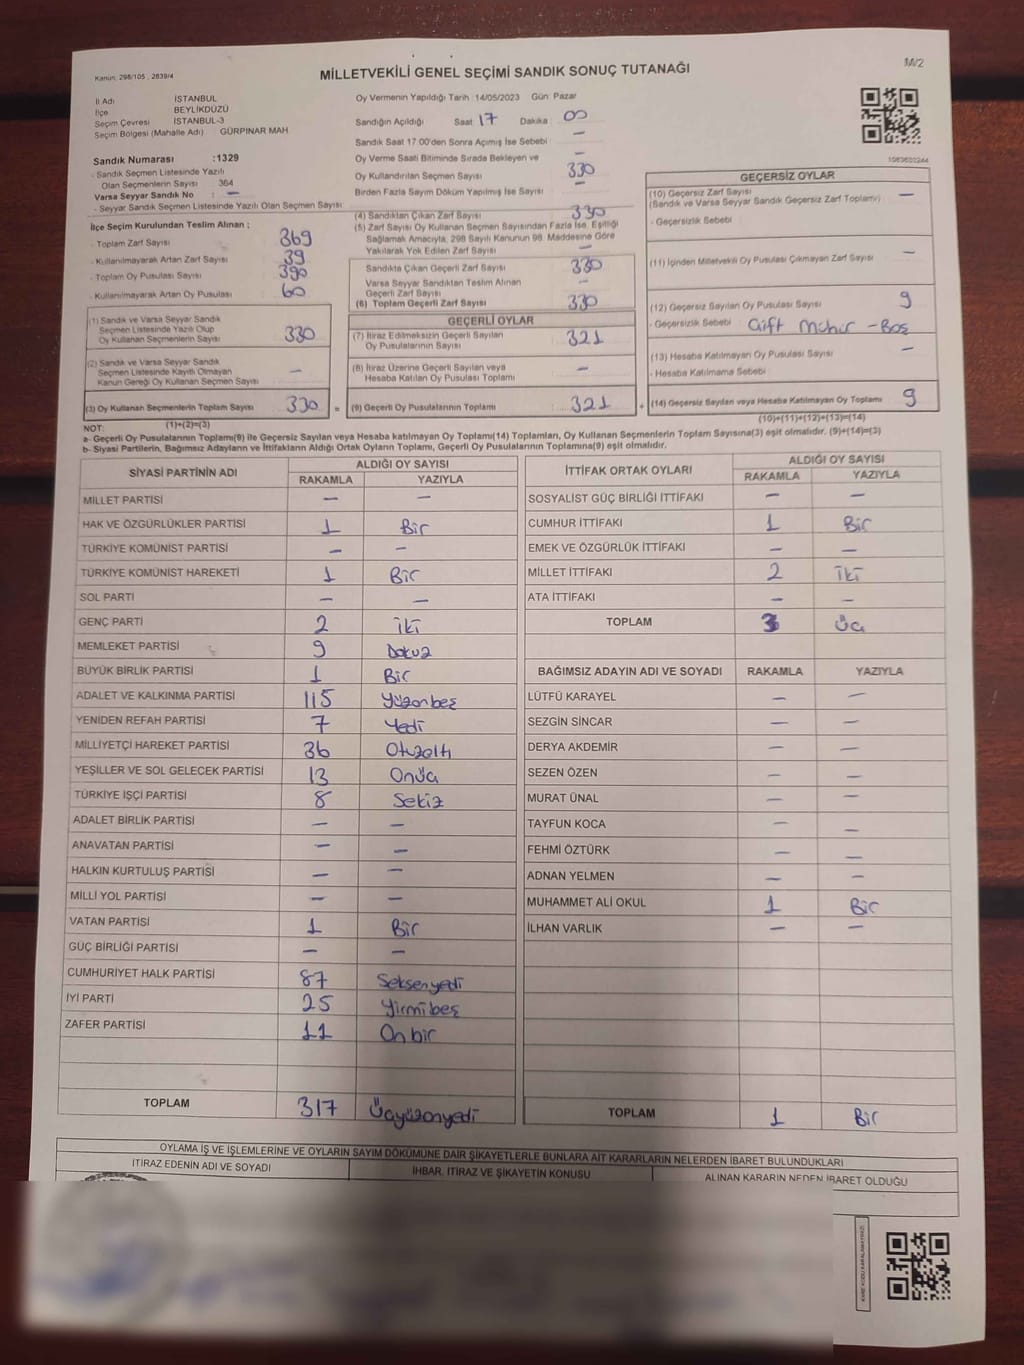 Kanun: 298/105 , 2839/4
MİLLETVEKİLİ GENEL SEÇİMİ SANDIK SONUÇ TUTANAĞI
M/2
İl Adı İSTANBUL
İlçe BEYLİKDÜZÜ
Seçim Çevresi İSTANBUL-3
Seçim Bölgesi (Mahalle Adı) GÜRPINAR MAH
Sandık Numarası :1329
- Sandık Seçmen Listesinde Yazılı
Olan Seçmenlerin Sayısı 364
Varsa Seyyar Sandık No : —
- Seyyar Sandık Seçmen Listesinde Yazılı Olan Seçmen Sayısı
İlçe Seçim Kurulundan Teslim Alınan ;
- Toplam Zarf Sayısı 369
- Kullanılmayarak Artan Zarf Sayısı 39
- Toplam Oy Pusulası Sayısı 390
- Kullanılmayarak Artan Oy Pusulası 60
(1) Sandık ve Varsa Seyyar Sandık
Seçmen Listesinde Yazılı Olup
Oy Kullanan Seçmenlerin Sayısı 330
(2) Sandık ve Varsa Seyyar Sandık
Seçmen Listesinde Kayıtlı Olmayan
Kanun Gereği Oy Kullanan Seçmen Sayısı —
(3) Oy Kullanan Seçmenlerin Toplam Sayısı 330 =
(1)+(2)=(3)
Oy Vermenin Yapıldığı Tarih :14/05/2023 Gün: Pazar
Sandığın Açıldığı Saat 17 Dakika 00
Sandık Saat 17:00'den Sonra Açılmış İse Sebebi —
Oy Verme Saati Bitiminde Sırada Bekleyen ve
Oy Kullandırılan Seçmen Sayısı — 330
Birden Fazla Sayım Döküm Yapılmış İse Sayısı —
(4) Sandıktan Çıkan Zarf Sayısı 330
(5) Zarf Sayısı Oy Kullanan Seçmen Sayısından Fazla İse, Eşitliği
Sağlamak Amacıyla, 298 Sayılı Kanunun 98. Maddesine Göre
Yakılarak Yok Edilen Zarf Sayısı —
Sandıkta Çıkan Geçerli Zarf Sayısı 330
Varsa Seyyar Sandıktan Teslim Alınan
Geçerli Zarf Sayısı —
(6) Toplam Geçerli Zarf Sayısı 330
GEÇERLİ OYLAR
(7) İtiraz Edilmeksizin Geçerli Sayılan
Oy Pusulalarının Sayısı 321
(8) İtiraz Üzerine Geçerli Sayılan veya
Hesaba Katılan Oy Pusulası Toplamı —
(9) Geçerli Oy Pusulalarının Toplamı 321 +
1083603244
GEÇERSİZ OYLAR
(10) Geçersiz Zarf Sayısı —
(Sandık ve Varsa Seyyar Sandık Geçersiz Zarf Toplamı)
- Geçersizlik Sebebi
(11) İçinden Milletvekili Oy Pusulası Çıkmayan Zarf Sayısı —
(12) Geçersiz Sayılan Oy Pusulası Sayısı 9
- Geçersizlik Sebebi Çift Mühür - Boş
(13) Hesaba Katılmayan Oy Pusulası Sayısı —
- Hesaba Katılmama Sebebi
(14) Geçersiz Sayılan veya Hesaba Katılmayan Oy Toplamı 9
(10)+(11)+(12)+(13)=(14)
NOT:
a- Geçerli Oy Pusulalarının Toplamı(9) ile Geçersiz Sayılan veya Hesaba katılmayan Oy Toplamı(14) Toplamları, Oy Kullanan Seçmenlerin Toplam Sayısına(3) eşit olmalıdır. (9)+(14)=(3)
b- Siyasi Partilerin, Bağımsız Adayların ve İttifakların Aldığı Ortak Oyların Toplamı, Geçerli Oy Pusulalarının Toplamına(9) eşit olmalıdır.
SİYASİ PARTİNİN ADI ALDIĞI OY SAYISI
RAKAMLA YAZIYLA
MİLLET PARTİSİ — —
HAK VE ÖZGÜRLÜKLER PARTİSİ 1 Bir
TÜRKİYE KOMÜNİST PARTİSİ — —
TÜRKİYE KOMÜNİST HAREKETİ 1 Bir
SOL PARTİ — —
GENÇ PARTİ 2 İki
MEMLEKET PARTİSİ 9 Dokuz
BÜYÜK BİRLİK PARTİSİ 1 Bir
ADALET VE KALKINMA PARTİSİ 115 Yüzonbeş
YENİDEN REFAH PARTİSİ 7 Yedi
MİLLİYETÇİ HAREKET PARTİSİ 36 Otuzaltı
YEŞİLLER VE SOL GELECEK PARTİSİ 13 Onüç
TÜRKİYE İŞÇİ PARTİSİ 8 Sekiz
ADALET BİRLİK PARTİSİ — —
ANAVATAN PARTİSİ — —
HALKIN KURTULUŞ PARTİSİ — —
MİLLİ YOL PARTİSİ — —
VATAN PARTİSİ 1 Bir
GÜÇ BİRLİĞİ PARTİSİ — —
CUMHURİYET HALK PARTİSİ 87 Seksenyedi
İYİ PARTİ 25 Yirmibeş
ZAFER PARTİSİ 11 Onbir
TOPLAM 317 Üçyüzonyedi
İTTİFAK ORTAK OYLARI ALDIĞI OY SAYISI
RAKAMLA YAZIYLA
SOSYALİST GÜÇ BİRLİĞİ İTTİFAKI — —
CUMHUR İTTİFAKI 1 Bir
EMEK VE ÖZGÜRLÜK İTTİFAKI — —
MİLLET İTTİFAKI 2 İki
ATA İTTİFAKI — —
TOPLAM 3 Üç
BAĞIMSIZ ADAYIN ADI VE SOYADI RAKAMLA YAZIYLA
LÜTFÜ KARAYEL — —
SEZGİN SİNCAR — —
DERYA AKDEMİR — —
SEZEN ÖZEN — —
MURAT ÜNAL — —
TAYFUN KOCA — —
FEHMİ ÖZTÜRK — —
ADNAN YELMEN — —
MUHAMMET ALİ OKUL 1 Bir
İLHAN VARLIK — —
TOPLAM 1 Bir
OYLAMA İŞ VE İŞLEMLERİNE VE OYLARIN SAYIM DÖKÜMÜNE DAİR ŞİKAYETLERLE BUNLARA AİT KARARLARIN NELERDEN İBARET BULUNDUKLARI
İTİRAZ EDENİN ADI VE SOYADI İHBAR, İTİRAZ VE ŞİKAYETİN KONUSU ALINAN KARARIN NEDEN İBARET OLDUĞU
KARE KODU KARALAMAYINIZ!